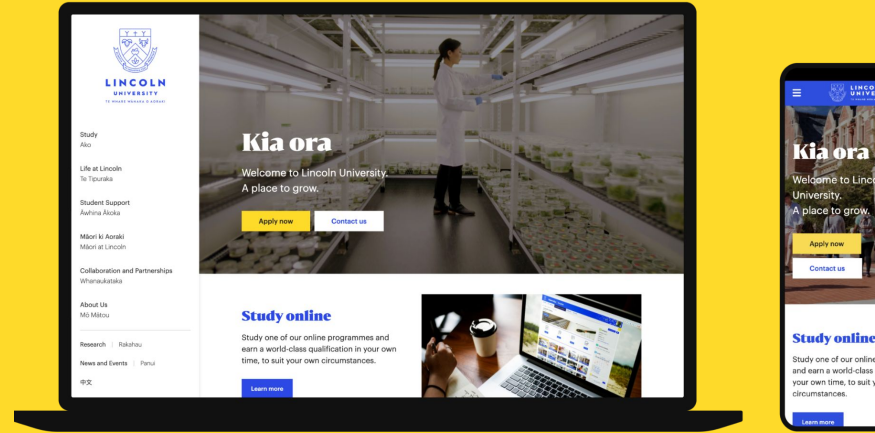 LINCOLN
UNIVERSITY
TE WHARE WĀNAKA O AORAKI
Study
Ako
Life at Lincoln
Te Tipuraka
Student Support
Āwhina Ākoka
Māori ki Aoraki
Māori at Lincoln
Collaboration and Partnerships
Whanaukataka
About Us
Mō Mātou
Research | Rakahau
News and Events | Panui
中文
Kia ora
Welcome to Lincoln University.
A place to grow.
Apply now
Contact us
Study online
Study one of our online programmes and
earn a world-class qualification in your own
time, to suit your own circumstances.
Learn more
LINCO
UNIVE
Kia ora
Welcome to Linco
University.
A place to grow.
Apply now
Contact us
Study online
Study one of our online
and earn a world-class
your own time, to suit y
circumstances.
Learn more